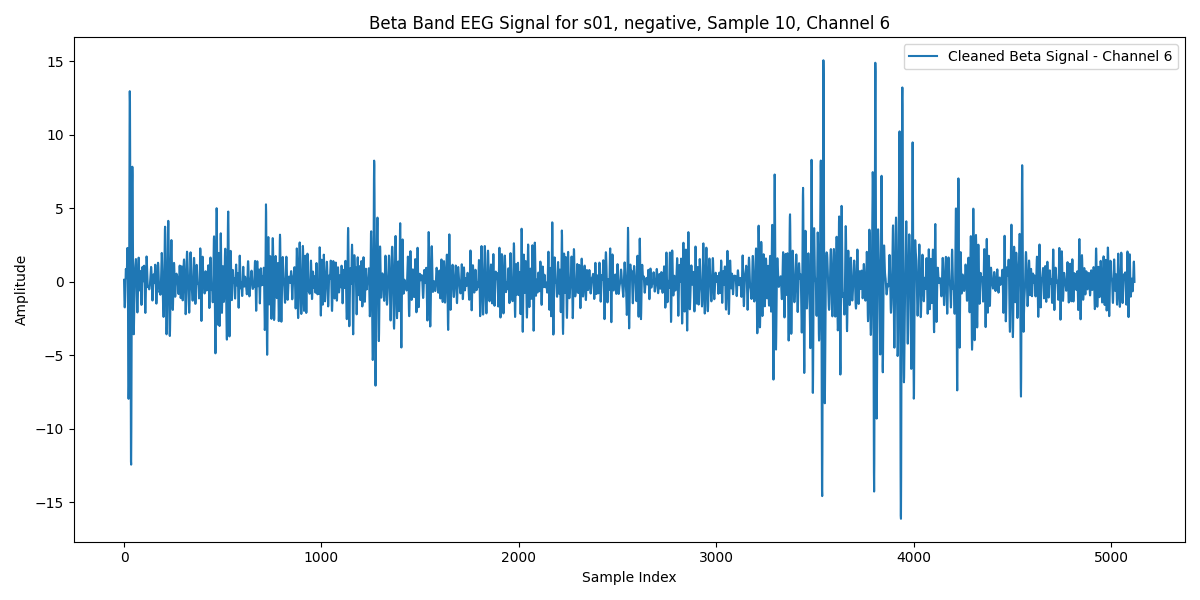 Beta Band EEG Signal for s01, negative, Sample 10, Channel 6
Cleaned Beta Signal - Channel 6
Amplitude
15
10
5
0
−5
−10
−15
0 1000 2000 3000 4000 5000
Sample Index